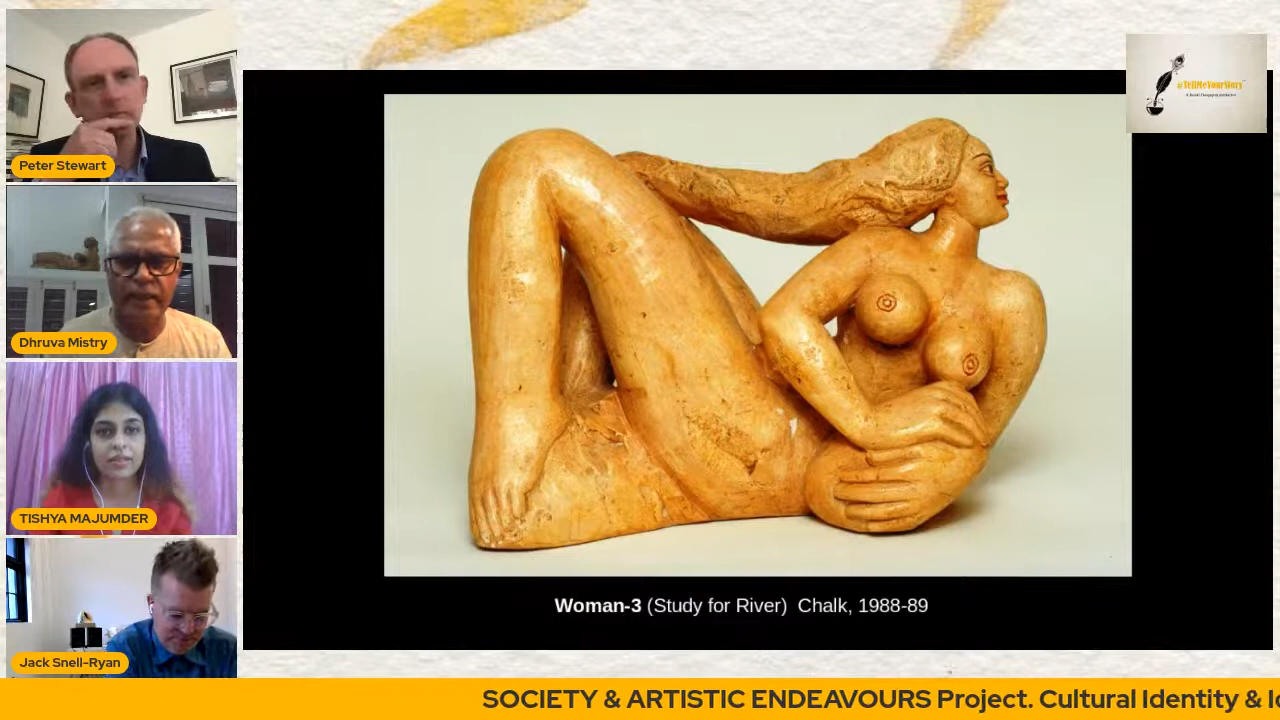 Peter Stewart
Dhruva Mistry
TISHYA MAJUMDER
Jack Snell-Ryan
#TellMeYourStory
Woman-3 (Study for River) Chalk, 1988-89
SOCIETY & ARTISTIC ENDEAVOURS Project. Cultural Identity & I